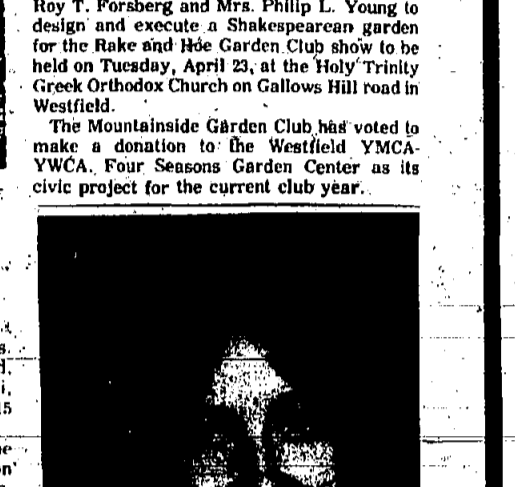 Roy T. Forsberg and Mrs. Philip L. Young to
design and execute a Shakespearean garden
for the Rake and Hoe Garden Club show to be
held on Tuesday, April 23, at the Holy Trinity
Greek Orthodox Church on Gallows Hill road in
Westfield.
The Mountainside Garden Club has voted to
make a donation to the Westfield YMCA-
YWCA. Four Seasons Garden Center as its
civic project for the current club year.